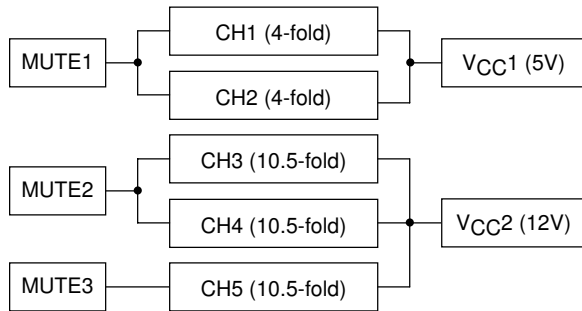 CH1 (4-fold)
MUTE1
VCC1 (5V)
CH2 (4-fold)
CH3 (10.5-fold)
MUTE2
CH4 (10.5-fold)
VCC2 (12V)
MUTE3
CH5 (10.5-fold)